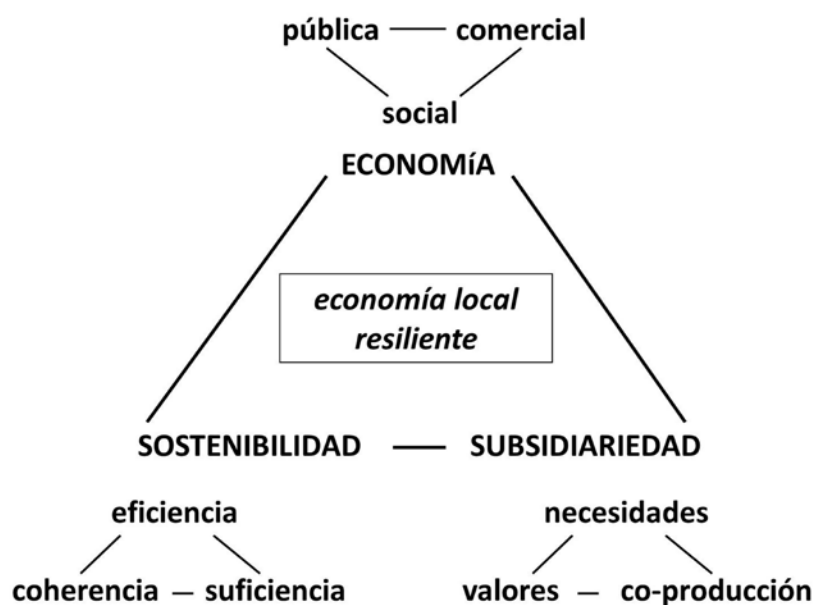 pública comercial
social
ECONOMíA
economía local
resiliente
SOSTENIBILIDAD SUBSIDIARIEDAD
eficiencia necesidades
coherencia suficiencia valores co-producción